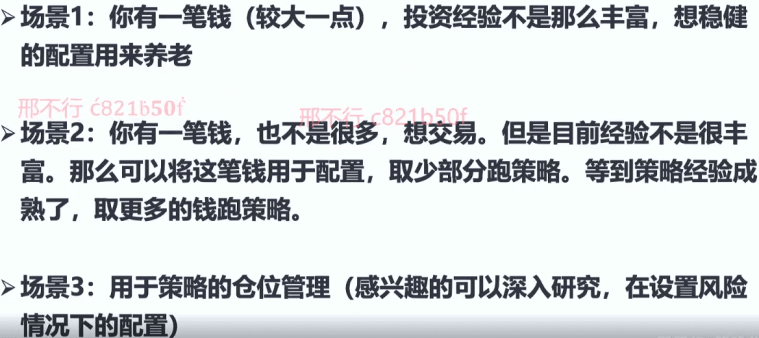 ➢场景1：你有一笔钱（较大一点），投资经验不是那么丰富，想稳健
的配置用来养老
邢不行 c821b50f
邢不行 c821b50f
➢场景2：你有一笔钱，也不是很多，想交易。但是目前经验不是很丰
富。那么可以将这笔钱用于配置，取少部分跑策略。等到策略经验成
熟了，取更多的钱跑策略。
➢场景3：用于策略的仓位管理（感兴趣的可以深入研究，在设置风险
情况下的配置）